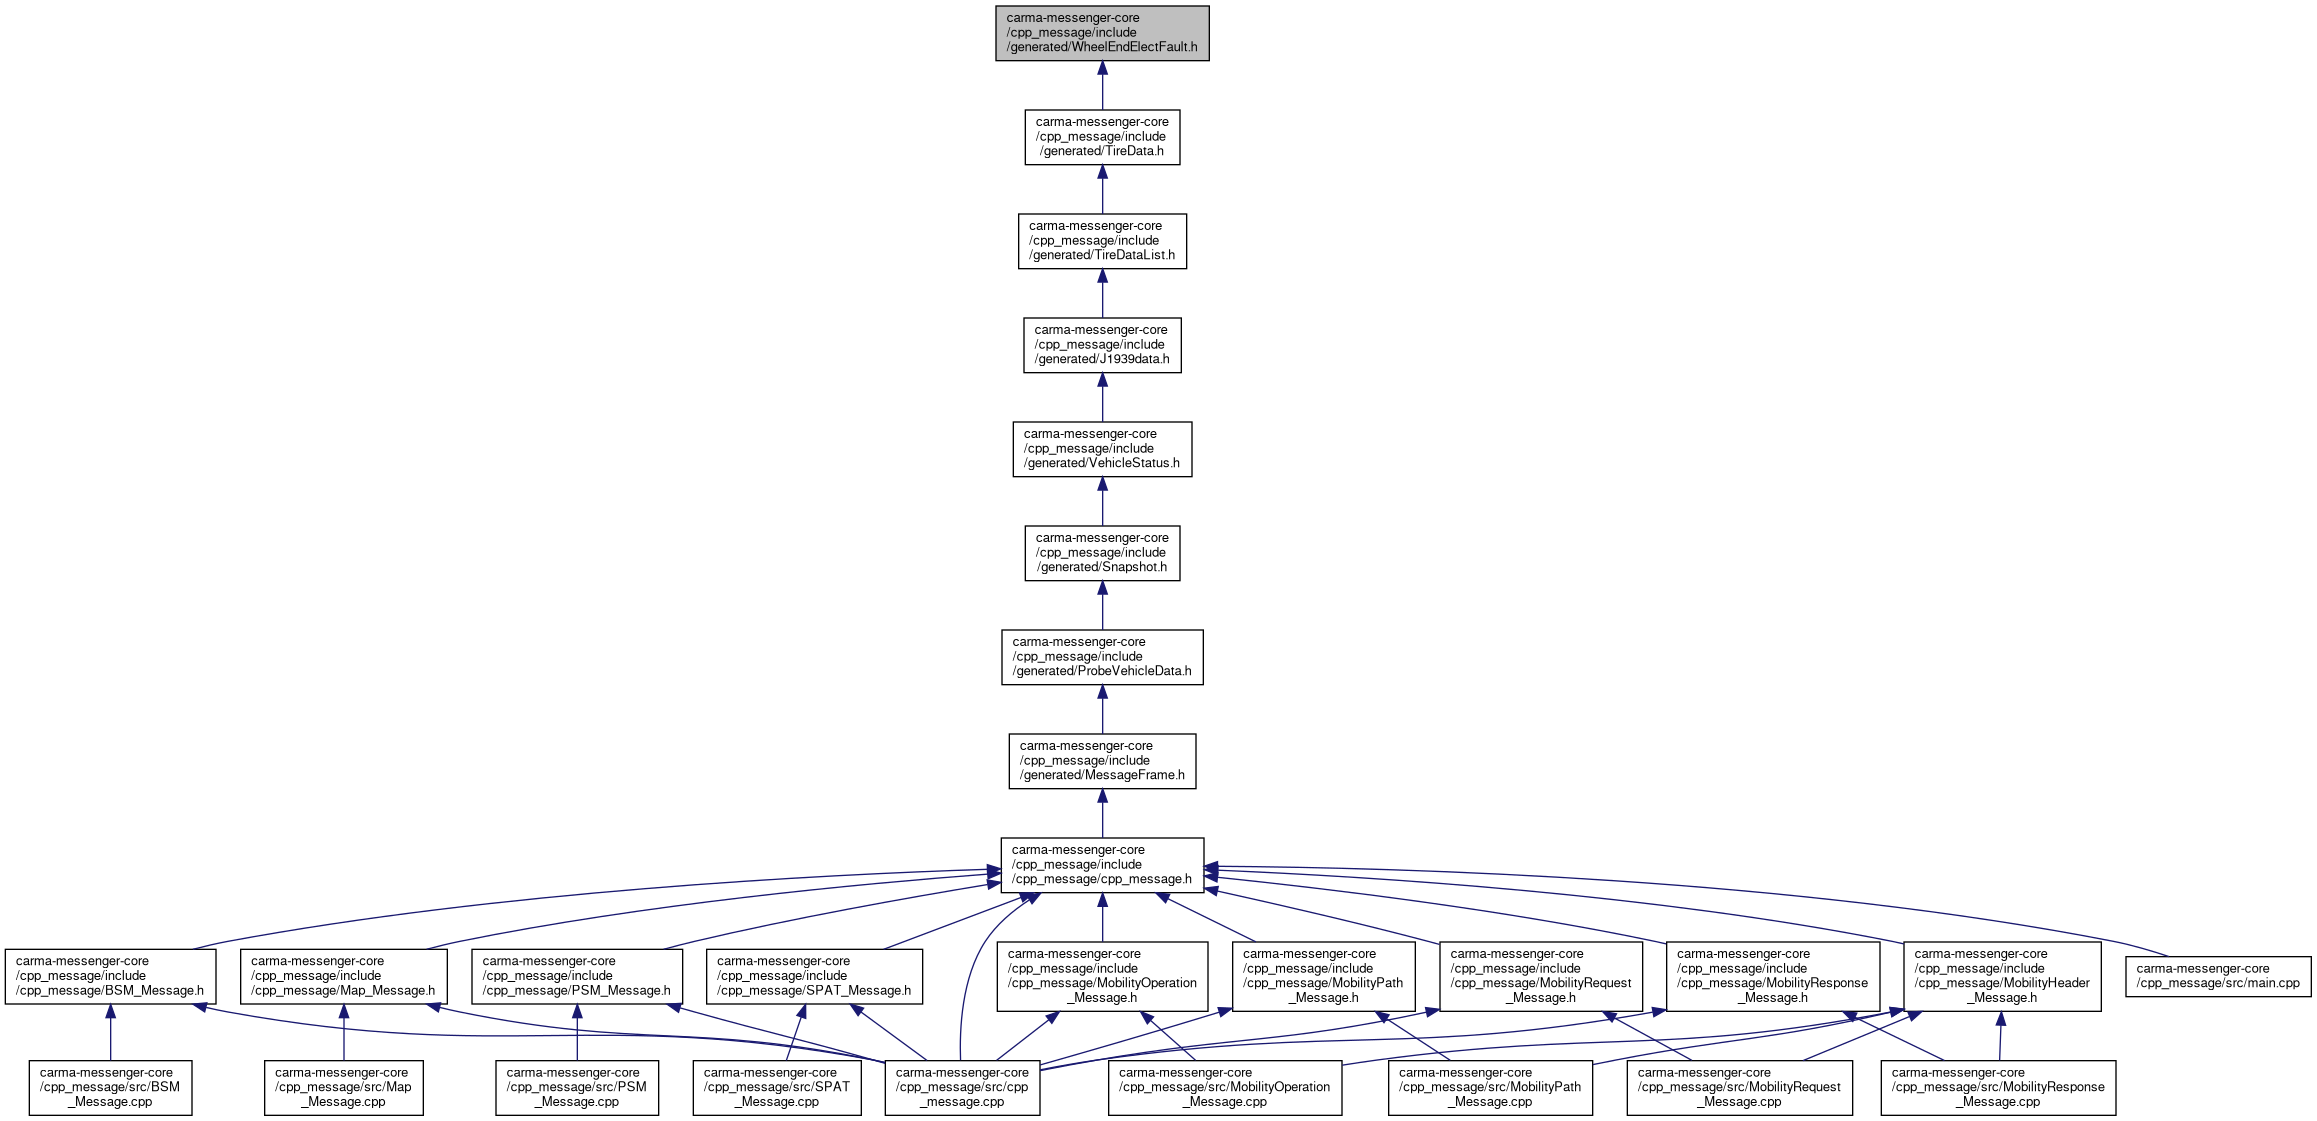 carma-messenger-core
/cpp_message/include
/generated/WheelEndElectFault.h
carma-messenger-core
/cpp_message/include
/generated/TireData.h
carma-messenger-core
/cpp_message/include
/generated/TireDataList.h
carma-messenger-core
/cpp_message/include
/generated/J1939data.h
carma-messenger-core
/cpp_message/include
/generated/VehicleStatus.h
carma-messenger-core
/cpp_message/include
/generated/Snapshot.h
carma-messenger-core
/cpp_message/include
/generated/ProbeVehicleData.h
carma-messenger-core
/cpp_message/include
/generated/MessageFrame.h
carma-messenger-core
/cpp_message/include
/cpp_message/cpp_message.h
carma-messenger-core
/cpp_message/include
/cpp_message/BSM_Message.h
carma-messenger-core
/cpp_message/include
/cpp_message/Map_Message.h
carma-messenger-core
/cpp_message/include
/cpp_message/PSM_Message.h
carma-messenger-core
/cpp_message/include
/cpp_message/SPAT_Message.h
carma-messenger-core
/cpp_message/include
/cpp_message/MobilityOperation
_Message.h
carma-messenger-core
/cpp_message/include
/cpp_message/MobilityPath
_Message.h
carma-messenger-core
/cpp_message/include
/cpp_message/MobilityRequest
_Message.h
carma-messenger-core
/cpp_message/include
/cpp_message/MobilityResponse
_Message.h
carma-messenger-core
/cpp_message/include
/cpp_message/MobilityHeader
_Message.h
carma-messenger-core
/cpp_message/src/main.cpp
carma-messenger-core
/cpp_message/src/BSM
_Message.cpp
carma-messenger-core
/cpp_message/src/Map
_Message.cpp
carma-messenger-core
/cpp_message/src/PSM
_Message.cpp
carma-messenger-core
/cpp_message/src/SPAT
_Message.cpp
carma-messenger-core
/cpp_message/src/cpp
_message.cpp
carma-messenger-core
/cpp_message/src/MobilityOperation
_Message.cpp
carma-messenger-core
/cpp_message/src/MobilityPath
_Message.cpp
carma-messenger-core
/cpp_message/src/MobilityRequest
_Message.cpp
carma-messenger-core
/cpp_message/src/MobilityResponse
_Message.cpp